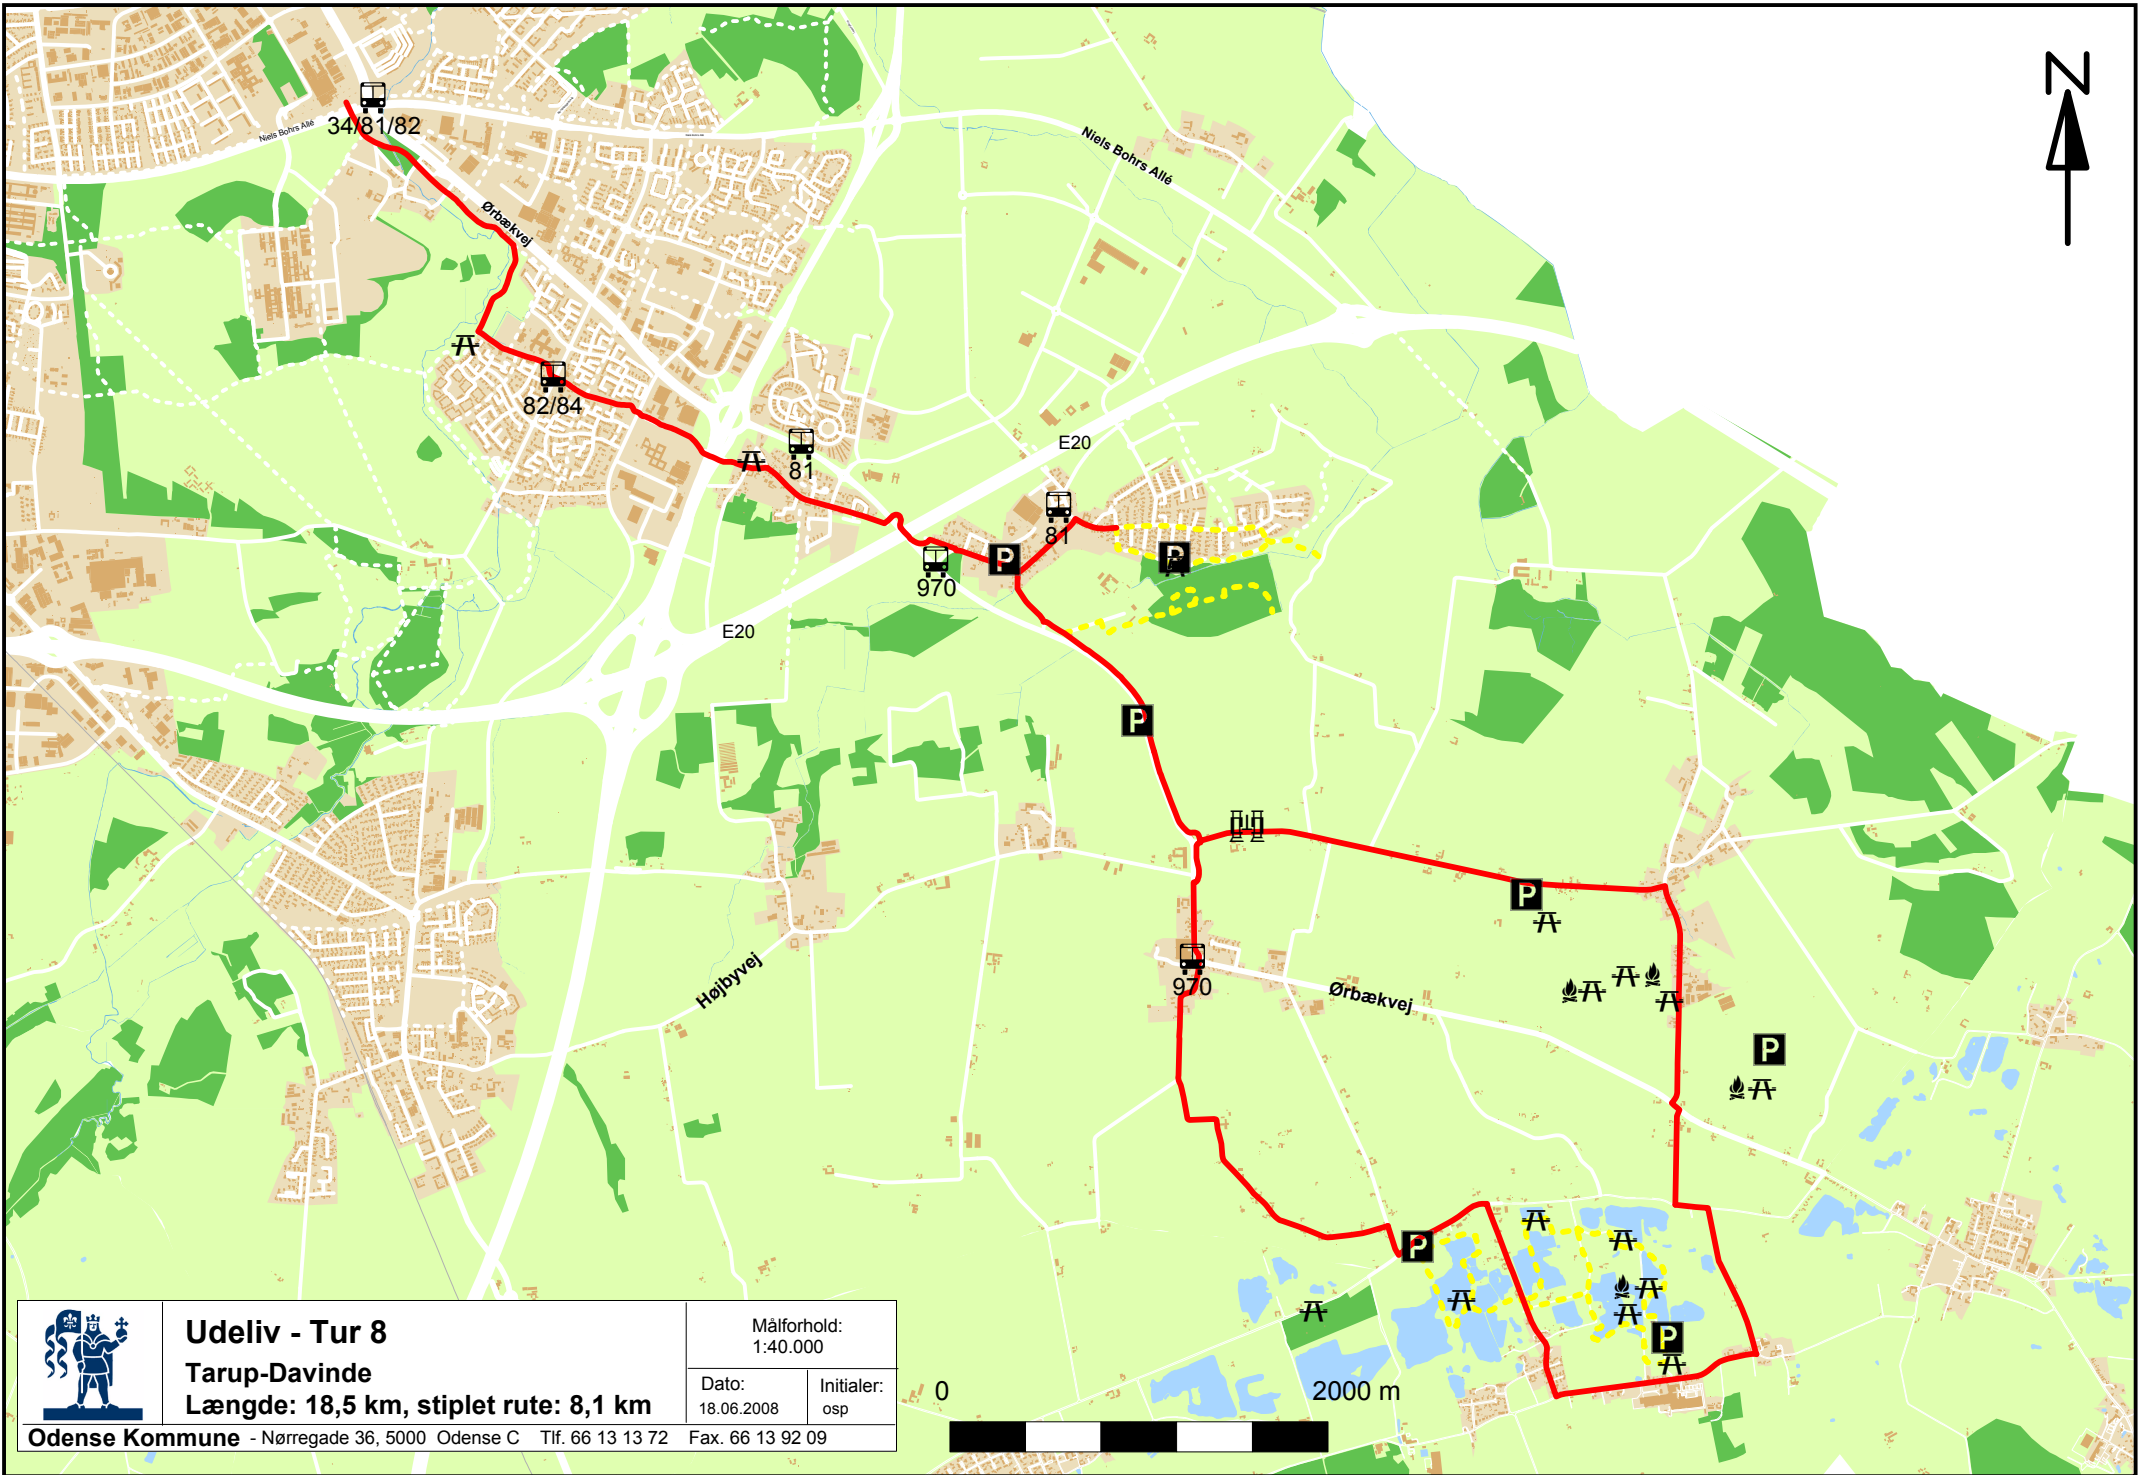 N
34/81/82
Niels Bohrs Allé
Niels Bohrs Allé
Ørbækvej
82/84
81
E20
81
P
P
970
E20
P
P
970
Højbyvej
Ørbækvej
P
P
P
Udeliv - Tur 8
Tarup-Davinde
Længde: 18,5 km, stiplet rute: 8,1 km
Målforhold:
1:40.000
Dato:
18.06.2008
Initialer:
osp
Odense Kommune - Nørregade 36, 5000 Odense C Tlf. 66 13 13 72 Fax. 66 13 92 09
0 2000 m